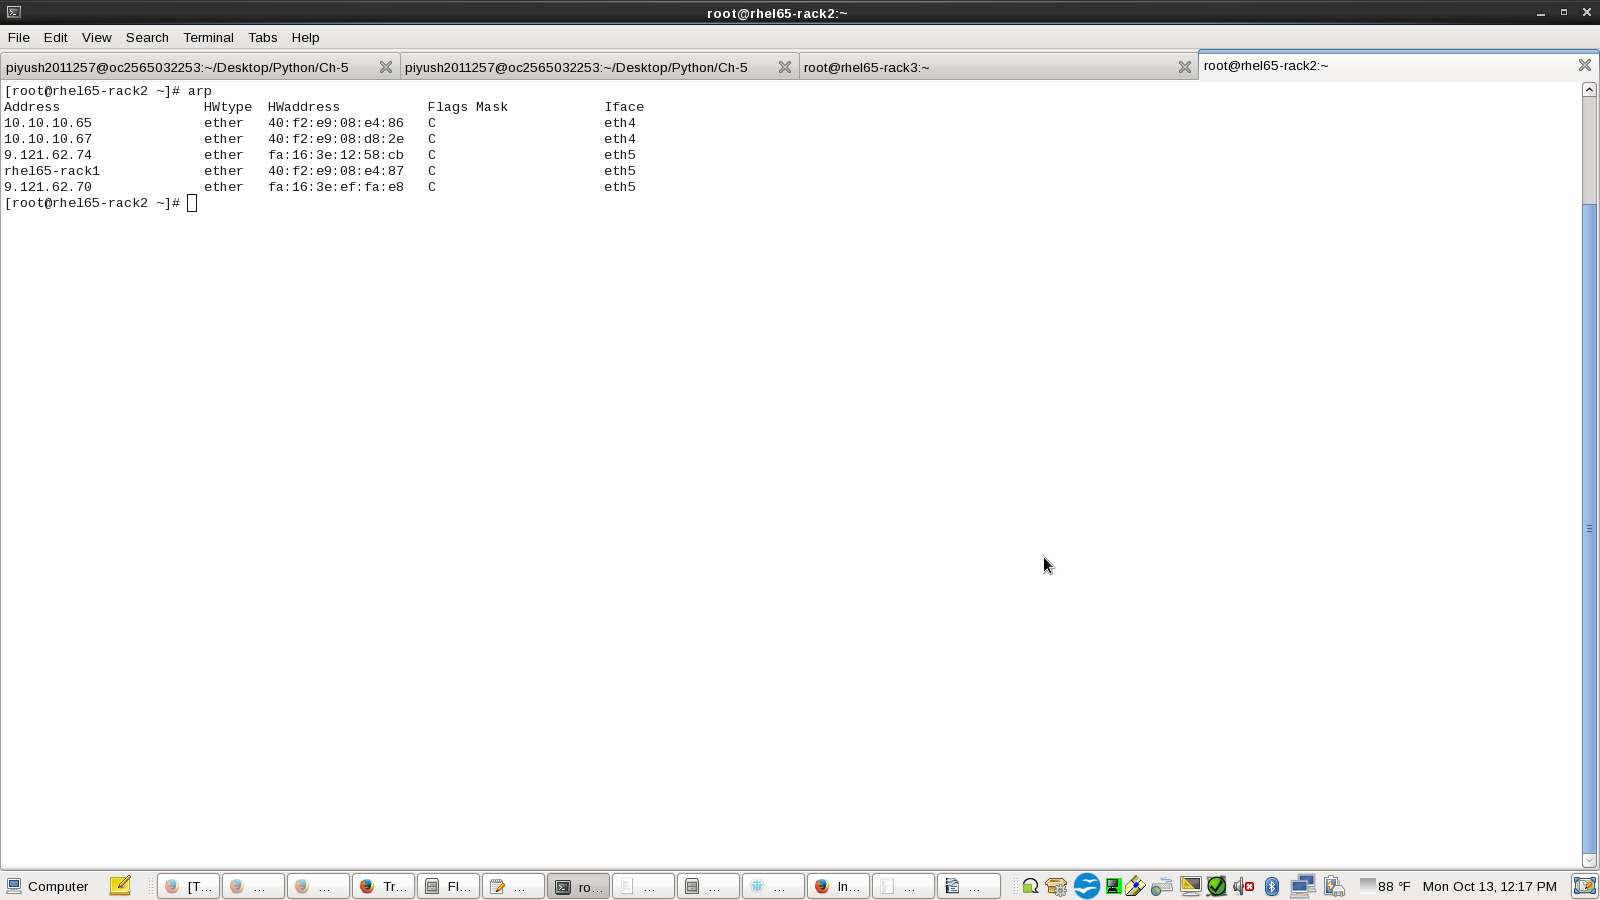 root@rhel65-rack2:~
File Edit View Search Terminal Tabs Help
piyush2011257@oc2565032253:~/Desktop/Python/Ch-5 piyush2011257@oc2565032253:~/Desktop/Python/Ch-5 root@rhel65-rack3:~ root@rhel65-rack2:~
[root@rhel65-rack2 ~]# arp
Address                  HWtype  HWaddress           Flags Mask            Iface
10.10.10.65              ether   40:f2:e9:08:e4:86   C                     eth4
10.10.10.67              ether   40:f2:e9:08:d8:2e   C                     eth4
9.121.62.74              ether   fa:16:3e:12:58:cb   C                     eth5
rhel65-rack1             ether   40:f2:e9:08:e4:87   C                     eth5
9.121.62.70              ether   fa:16:3e:ef:fa:e8   C                     eth5
[root@rhel65-rack2 ~]#
Computer [T... ... ... Tr... Fl... ... ro... ... ... ... In... ... ... 88 °F Mon Oct 13, 12:17 PM